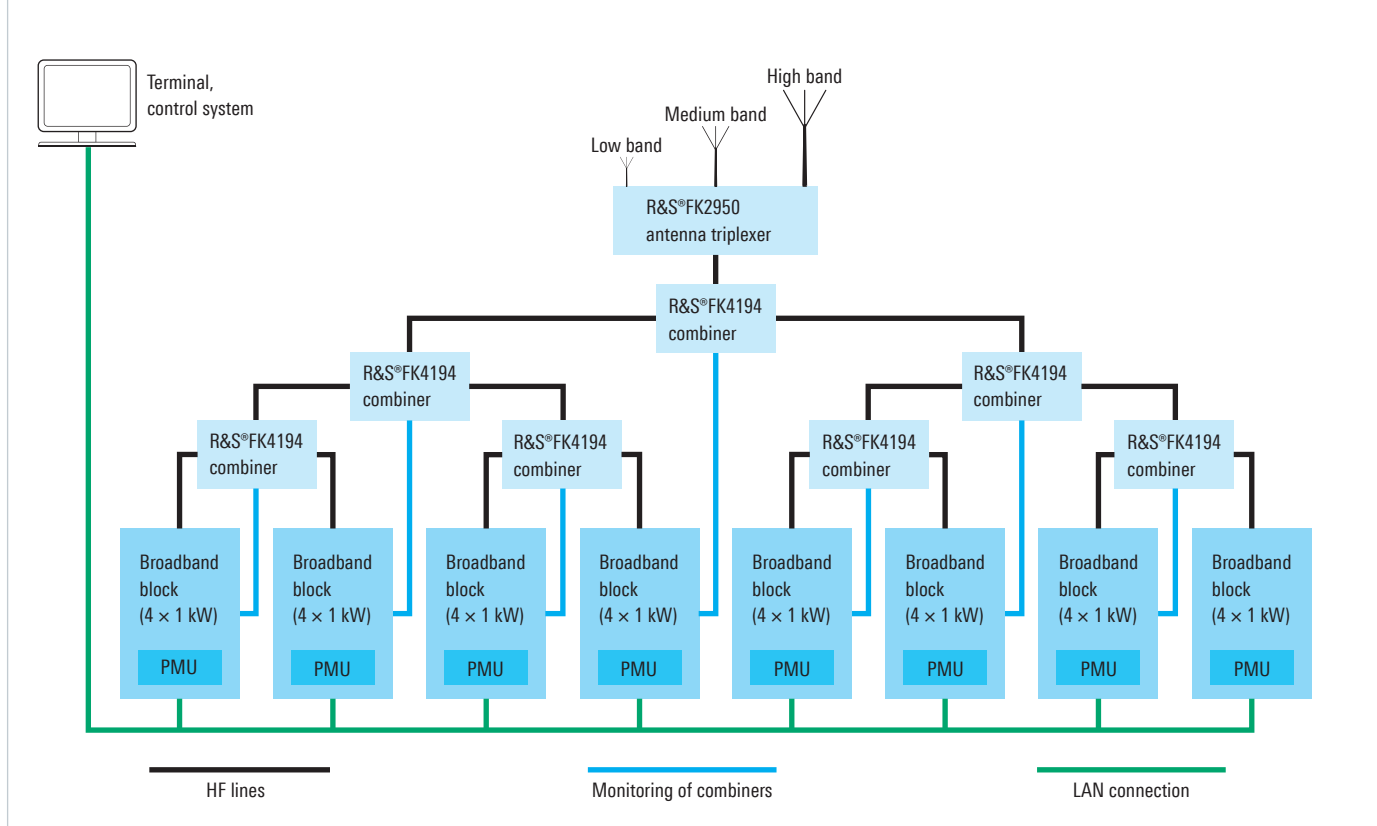 Terminal,
control system
High band
Medium band
Low band
R&S®FK2950
antenna triplexer
R&S®FK4194
combiner
R&S®FK4194
combiner
R&S®FK4194
combiner
R&S®FK4194
combiner
R&S®FK4194
combiner
R&S®FK4194
combiner
R&S®FK4194
combiner
Broadband
block
(4 × 1 kW)
PMU
Broadband
block
(4 × 1 kW)
PMU
Broadband
block
(4 × 1 kW)
PMU
Broadband
block
(4 × 1 kW)
PMU
Broadband
block
(4 × 1 kW)
PMU
Broadband
block
(4 × 1 kW)
PMU
Broadband
block
(4 × 1 kW)
PMU
Broadband
block
(4 × 1 kW)
PMU
HF lines
Monitoring of combiners
LAN connection